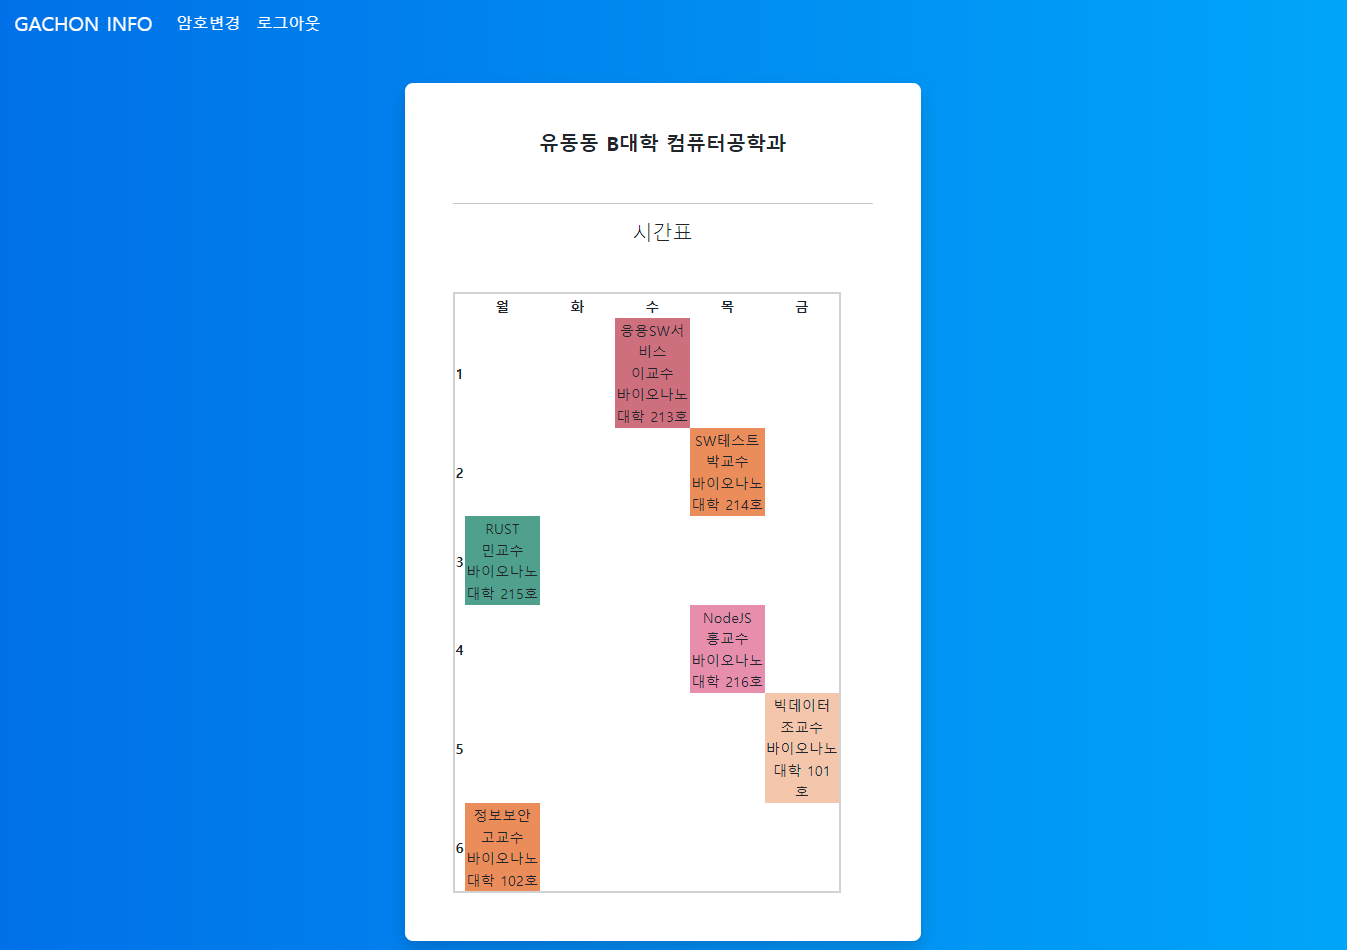 GACHON INFO 암호변경 로그아웃
유동동 B대학 컴퓨터공학과
시간표
월 화 수 목 금
1
응용SW서
비스
이교수
바이오나노
대학 213호
2
SW테스트
박교수
바이오나노
대학 214호
3
RUST
민교수
바이오나노
대학 215호
4
NodeJS
홍교수
바이오나노
대학 216호
5
빅데이터
조교수
바이오나노
대학 101
호
6
정보보안
고교수
바이오나노
대학 102호